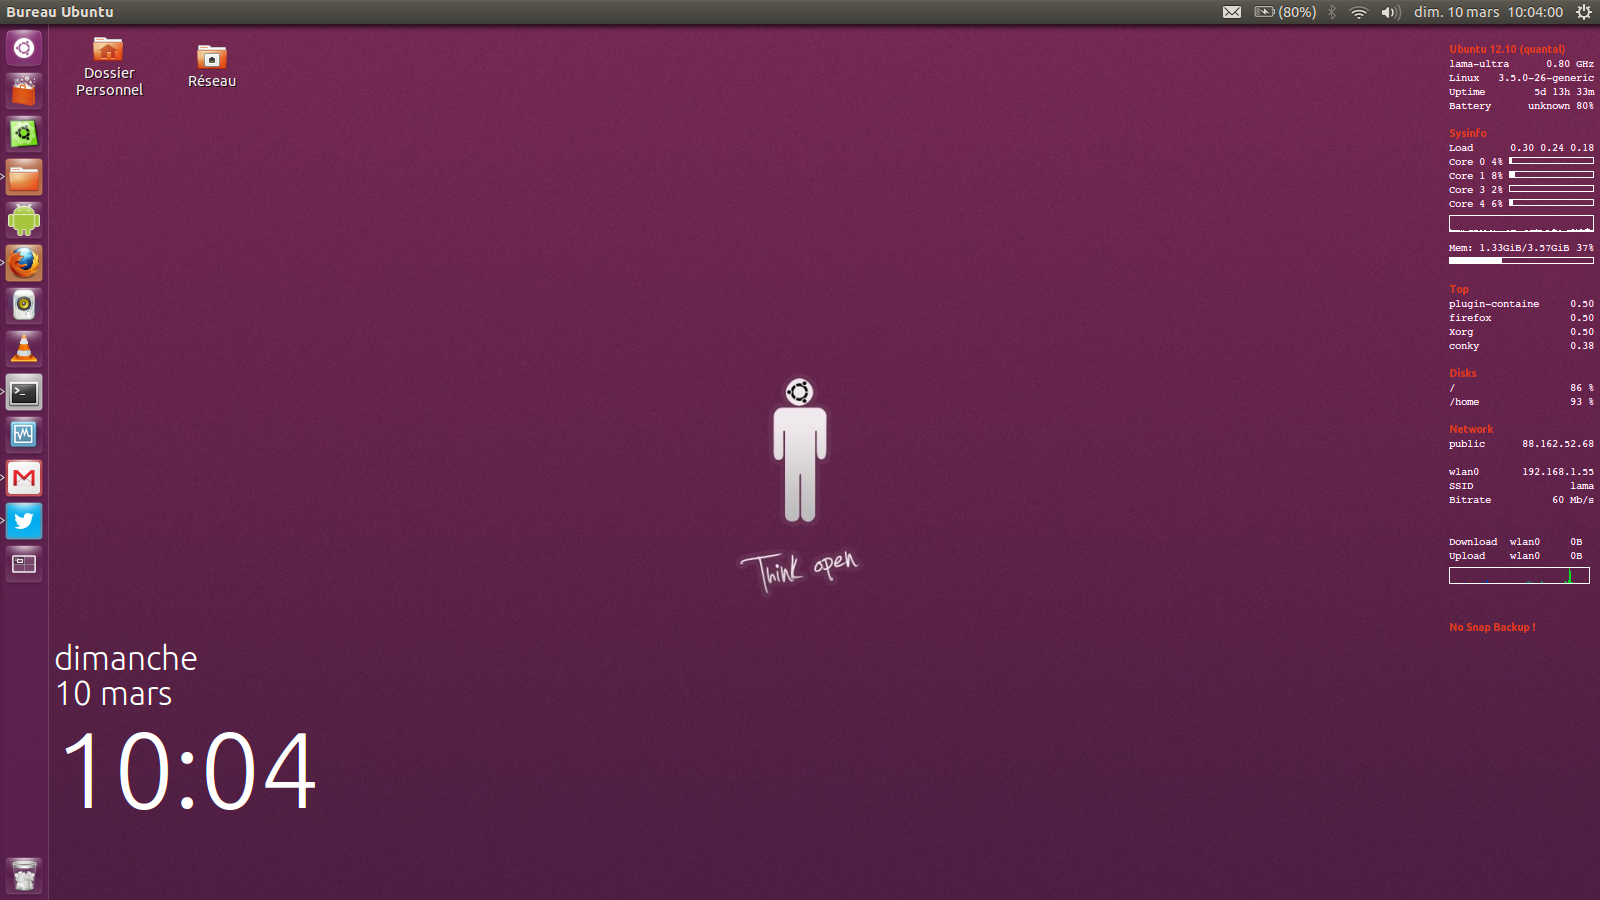 Bureau Ubuntu
(80%) dim. 10 mars 10:04:00
Dossier
Personnel
Réseau
Ubuntu 12.10 (quantal)
lama-ultra 0.80 GHz
Linux 3.5.0-26-generic
Uptime 5d 13h 33m
Battery unknown 80%
Sysinfo
Load 0.30 0.24 0.18
Core 0 4%
Core 1 8%
Core 3 2%
Core 4 6%
Mem: 1.33GiB/3.57GiB 37%
Top
plugin-containe 0.50
firefox 0.50
Xorg 0.50
conky 0.38
Disks
/ 86 %
/home 93 %
Network
public 88.162.52.68
wlan0 192.168.1.55
SSID lama
Bitrate 60 Mb/s
Download wlan0 0B
Upload wlan0 0B
No Snap Backup !
Think open
dimanche
10 mars
10:04